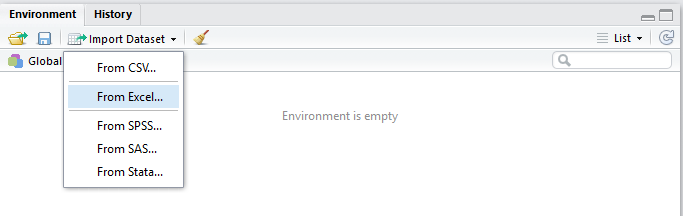 Environment History
Import Dataset List
Global
From CSV...
From Excel...
From SPSS...
From SAS...
From Stata...
Environment is empty